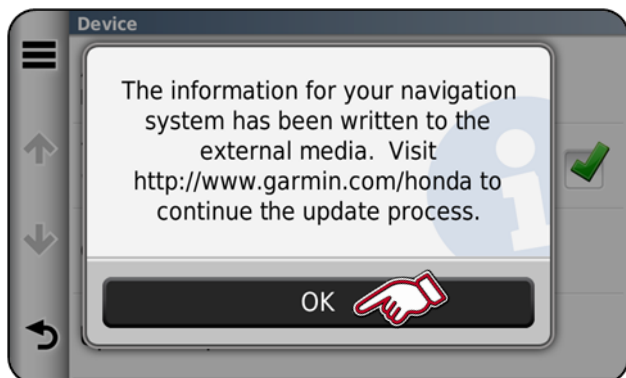 Device
The information for your navigation
system has been written to the
external media. Visit
http://www.garmin.com/honda to
continue the update process.
OK